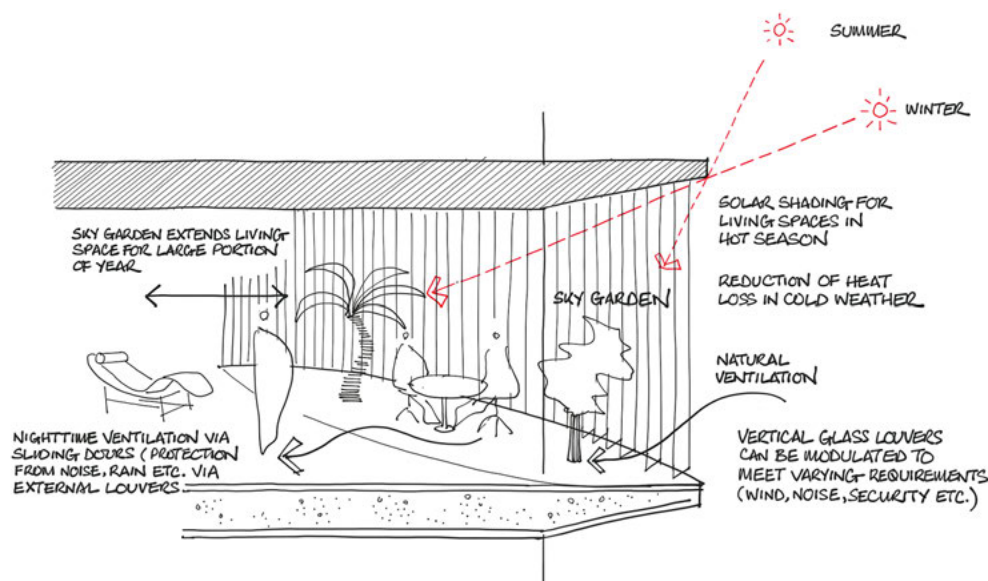 SUMMER
WINTER
SKY GARDEN EXTENDS LIVING
SPACE FOR LARGE PORTION
OF YEAR
SOLAR SHADING FOR
LIVING SPACES IN
HOT SEASON
REDUCTION OF HEAT
LOSS IN COLD WEATHER
SKY GARDEN
NATURAL
VENTILATION
NIGHTTIME VENTILATION VIA
SLIDING DOORS (PROTECTION
FROM NOISE, RAIN ETC. VIA
EXTERNAL LOUVERS
VERTICAL GLASS LOUVERS
CAN BE MODULATED TO
MEET VARYING REQUIREMENTS
(WIND, NOISE, SECURITY ETC.)